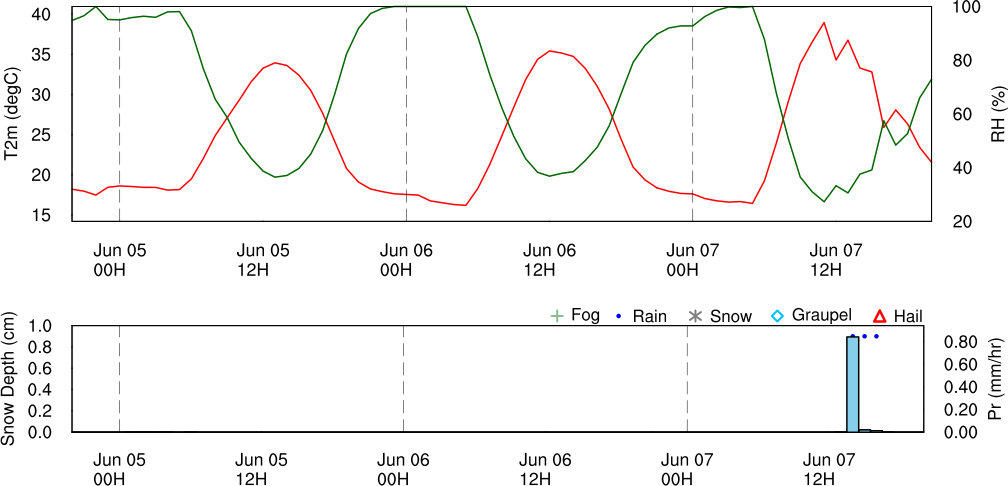 40
35
30
25
20
15
T2m (degC)
100
80
60
40
20
RH (%)
Jun 05 Jun 05 Jun 06 Jun 06 Jun 07 Jun 07
00H 12H 00H 12H 00H 12H
Fog Rain Snow Graupel Hail
1.0
0.8
0.6
0.4
0.2
0.0
Snow Depth (cm)
0.80
0.60
0.40
0.20
0.00
Pr (mm/hr)
Jun 05 Jun 05 Jun 06 Jun 06 Jun 07 Jun 07
00H 12H 00H 12H 00H 12H